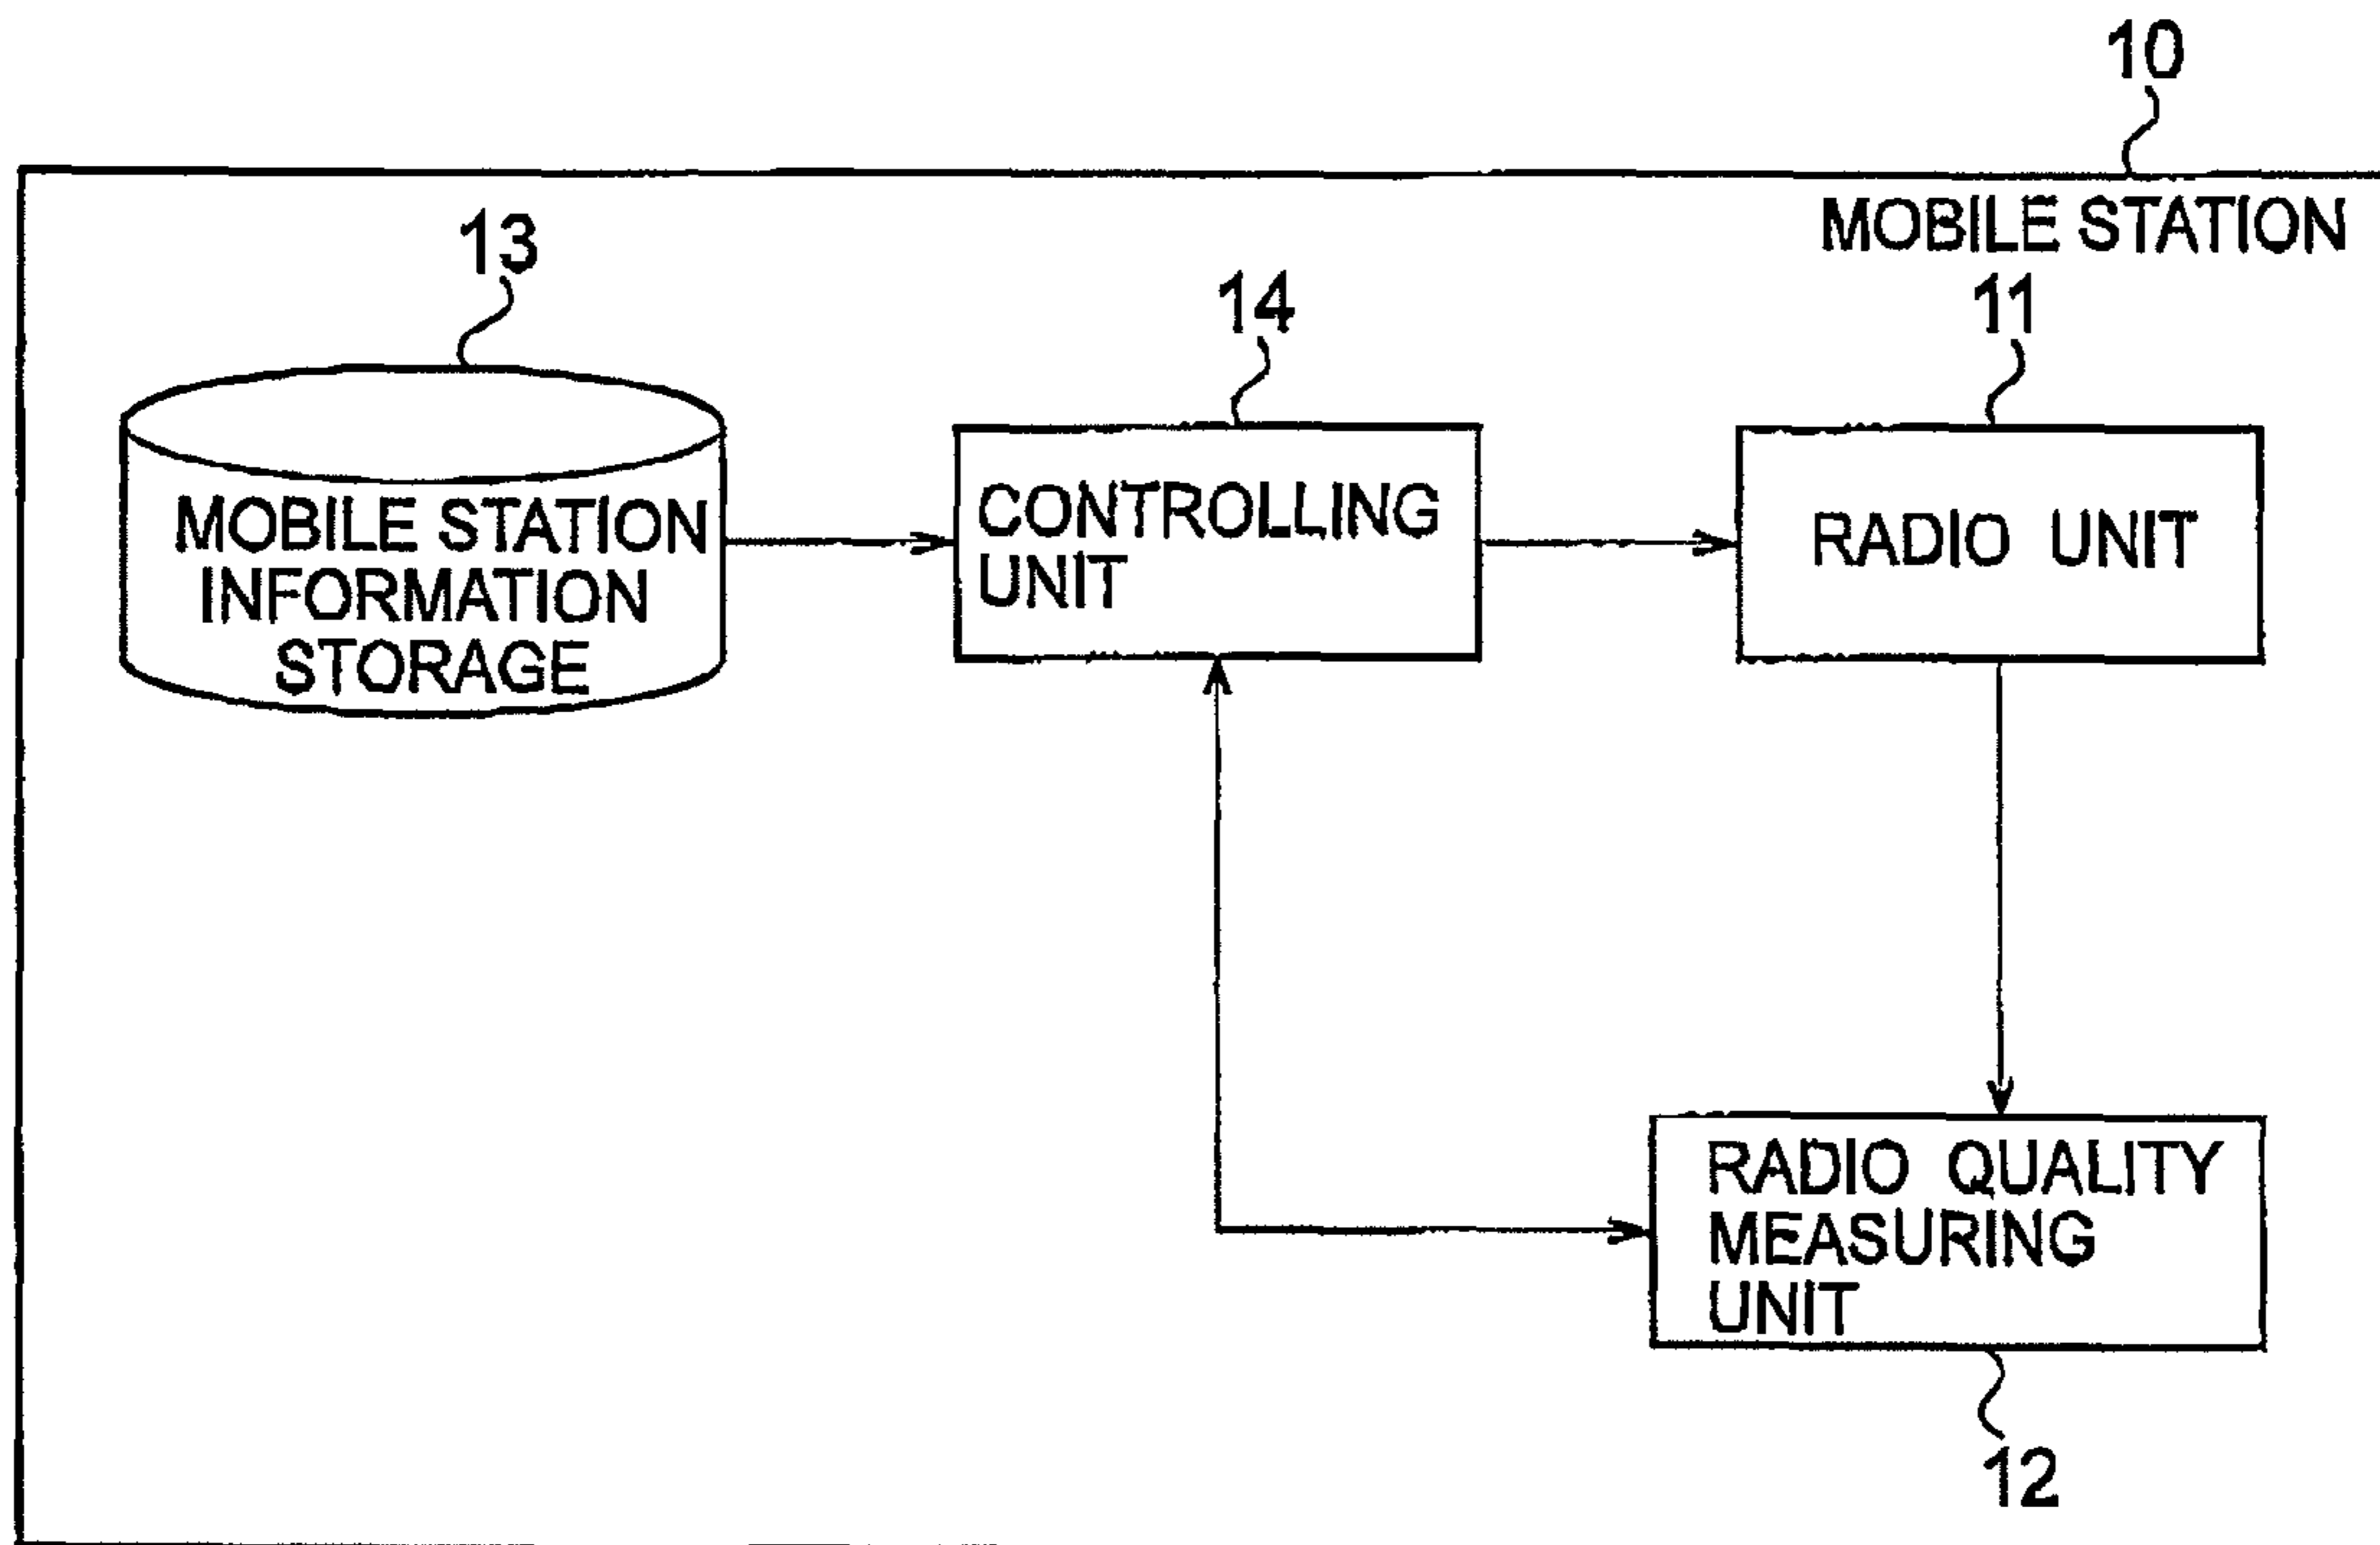 10
MOBILE STATION
13
14
11
MOBILE STATION
INFORMATION
STORAGE
CONTROLLING
UNIT
RADIO UNIT
RADIO QUALITY
MEASURING
UNIT
12